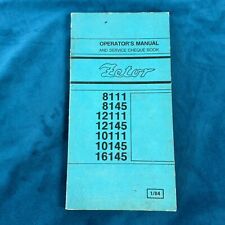 OPERATOR'S MANUAL
AND SERVICE CHEQUE BOOK
Zetor
8111
8145
12111
12145
10111
10145
16145
1/84